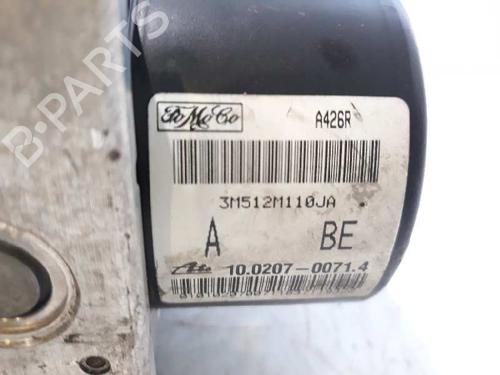 B-PARTS
FoMoCo
A426R
3M512M110JA
A BE
Ate 10.0207-0071.4